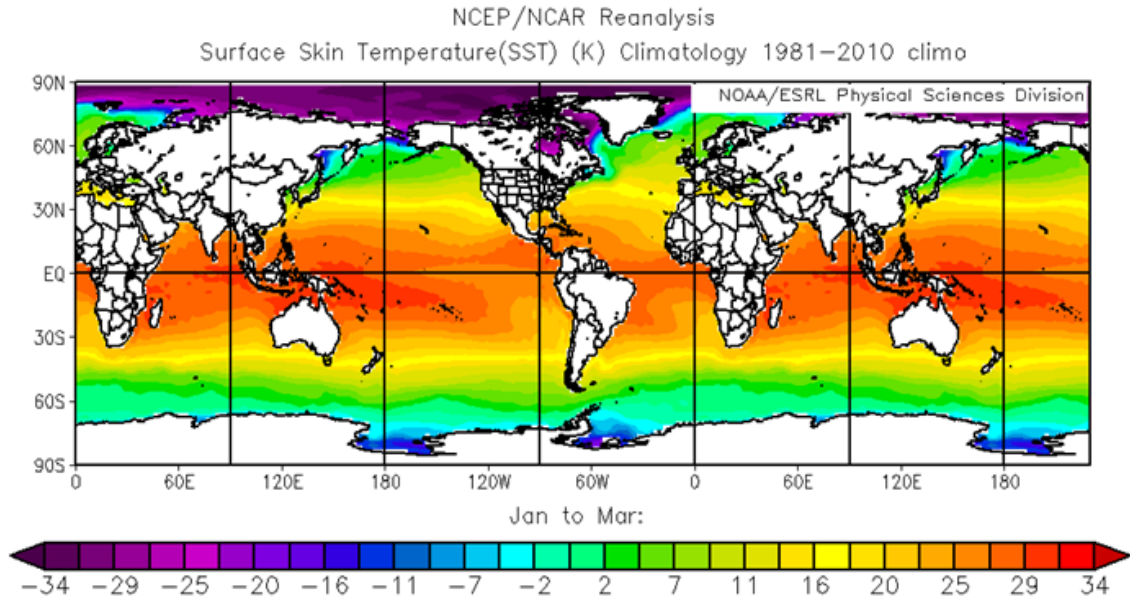 NCEP/NCAR Reanalysis
Surface Skin Temperature(SST) (K) Climatology 1981-2010 climo
NOAA/ESRL Physical Sciences Division
90N
60N
30N
EQ
30S
60S
90S
0 60E 120E 180 120W 60W 0 60E 120E 180
Jan to Mar:
-34 -29 -25 -20 -16 -11 -7 -2 2 7 11 16 20 25 29 34